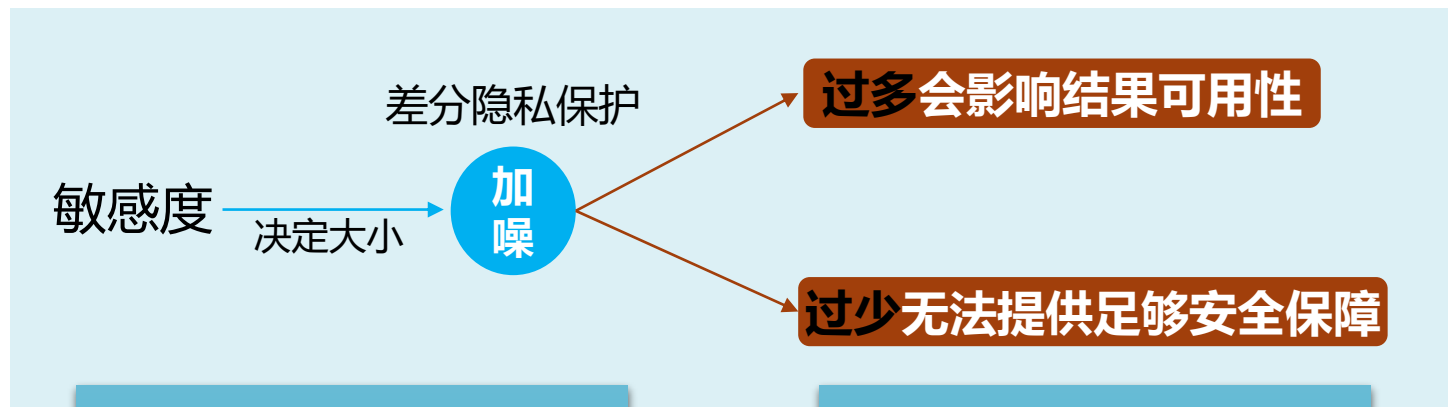 差分隐私保护
过多会影响结果可用性
敏感度
决定大小
加
噪
过少无法提供足够安全保障